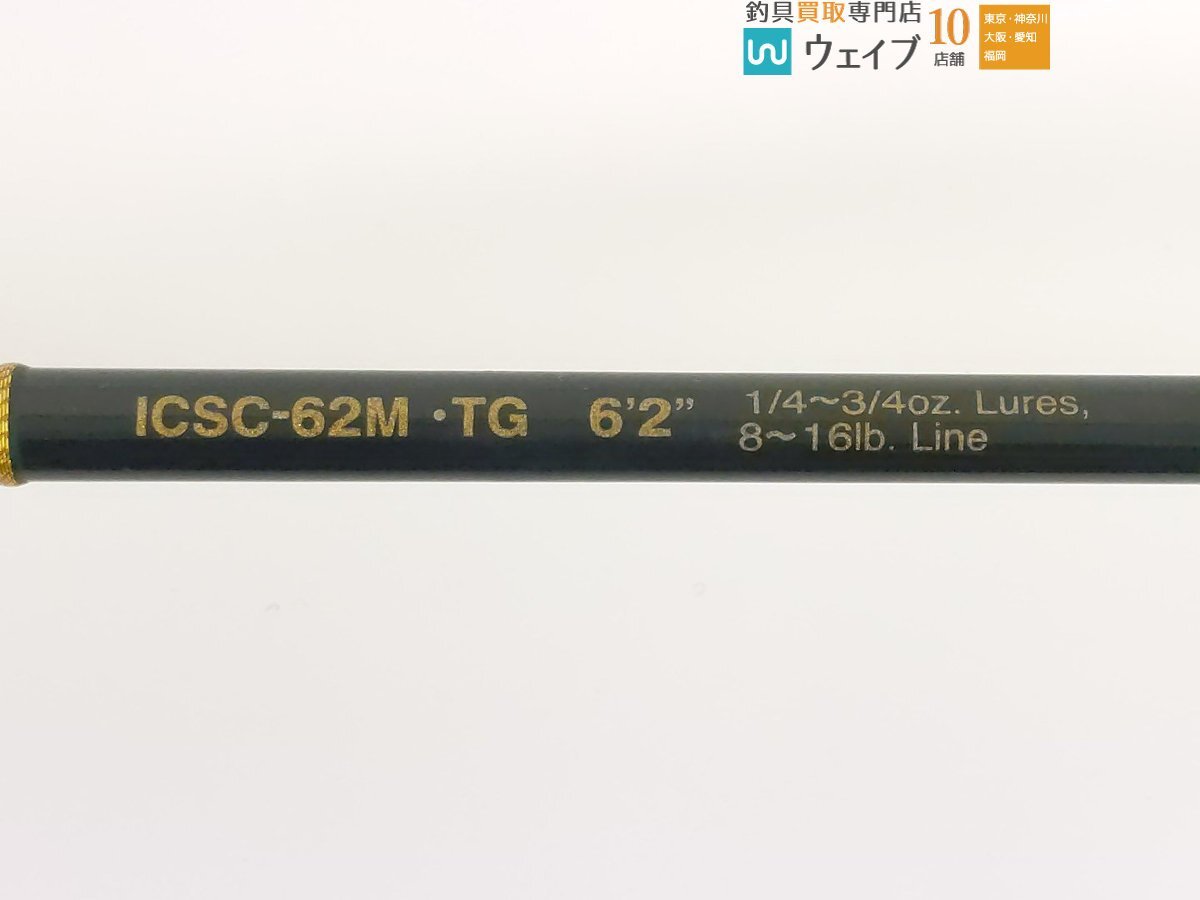 釣具買取専門店
ウェイブ
10
店舗
東京・神奈川
大阪・愛知
福岡
ICSC-62M・TG 6'2" 1/4~3/4oz. Lures,
8~16lb. Line